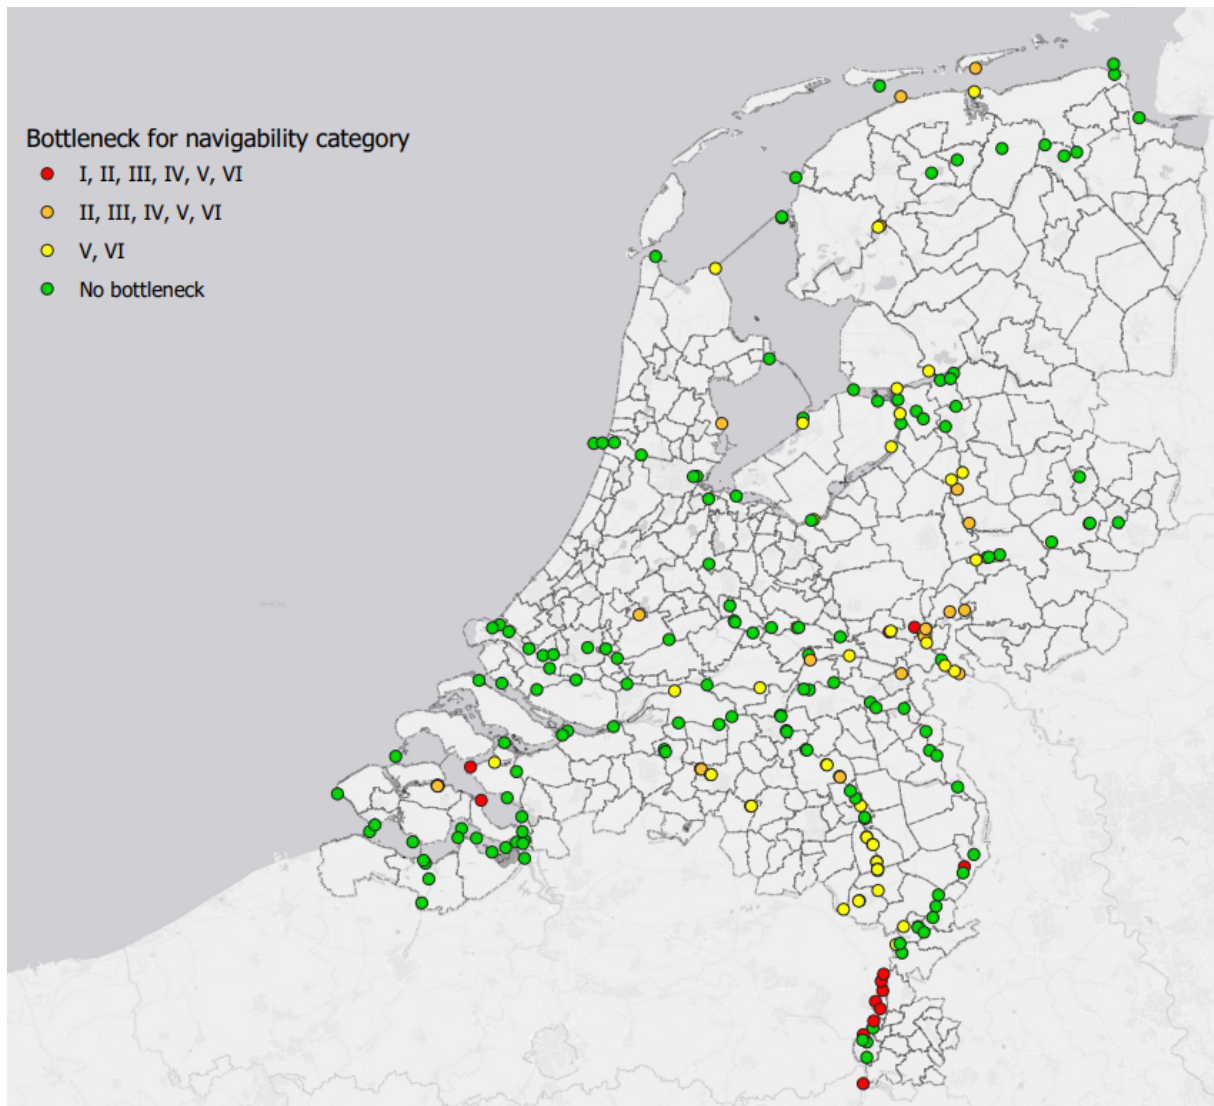 Bottleneck for navigability category
I, II, III, IV, V, VI
II, III, IV, V, VI
V, VI
No bottleneck